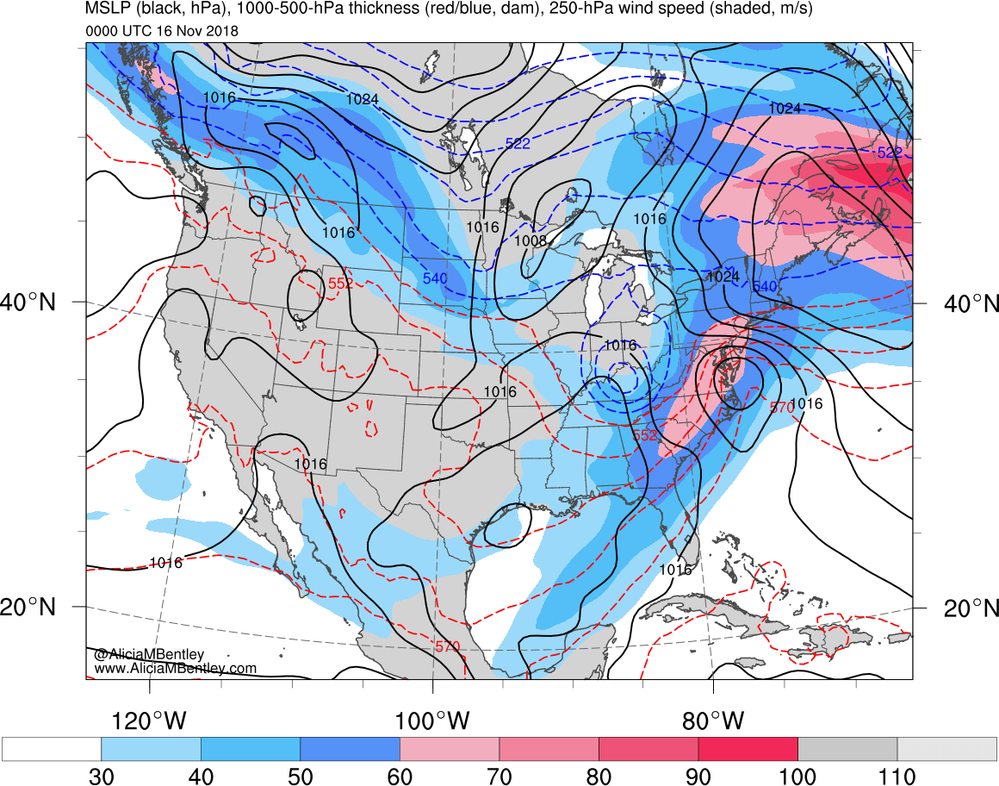 MSLP (black, hPa), 1000-500-hPa thickness (red/blue, dam), 250-hPa wind speed (shaded, m/s)
0000 UTC 16 Nov 2018
1016
1024
1024
522
522
1016
1016
1016
1008
40°N
552
540
1024
540
40°N
1016
1016
1016
570
552
1016
1016
1016
20°N
20°N
570
@AliciaMBentley
www.AliciaMBentley.com
120°W
100°W
80°W
30
40
50
60
70
80
90
100
110